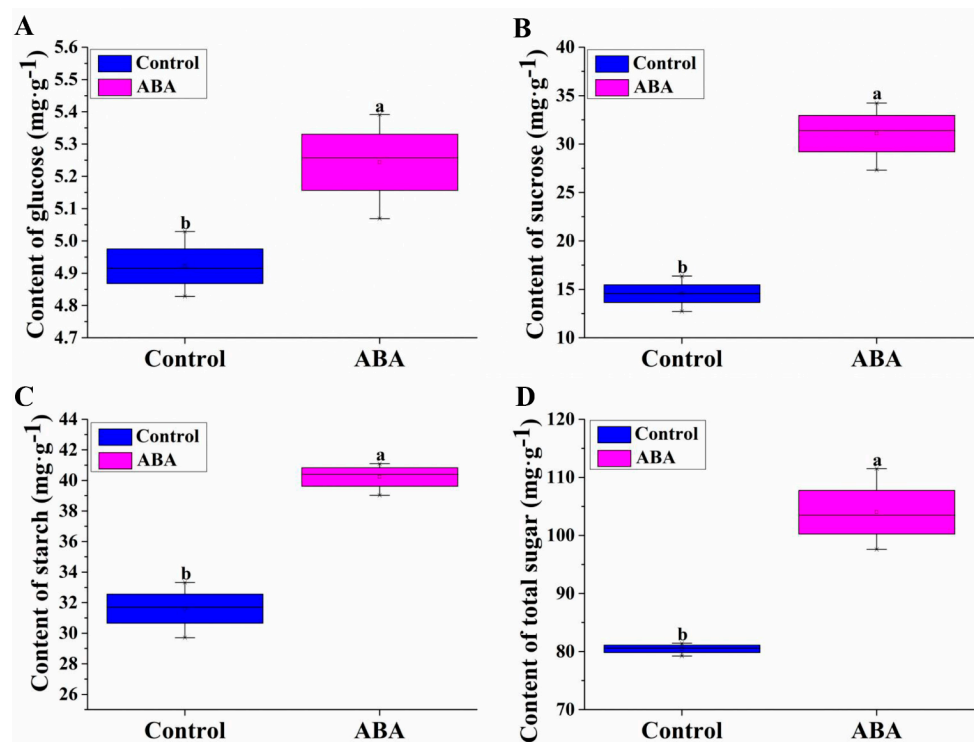 A
Content of glucose (mg·g⁻¹)
5.6
5.5
5.4
5.3
5.2
5.1
5.0
4.9
4.8
4.7
Control
ABA
b
a
Control ABA
B
Content of sucrose (mg·g⁻¹)
40
35
30
25
20
15
10
Control
ABA
b
a
Control ABA
C
Content of starch (mg·g⁻¹)
44
42
40
38
36
34
32
30
28
26
Control
ABA
b
a
Control ABA
D
Content of total sugar (mg·g⁻¹)
120
110
100
90
80
70
Control
ABA
b
a
Control ABA